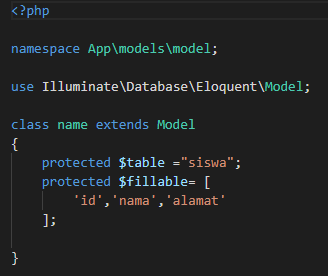 <?php
namespace App\models\model;
use Illuminate\Database\Eloquent\Model;
class name extends Model
{
protected $table ="siswa";
protected $fillable= [
'id','nama','alamat'
];
}